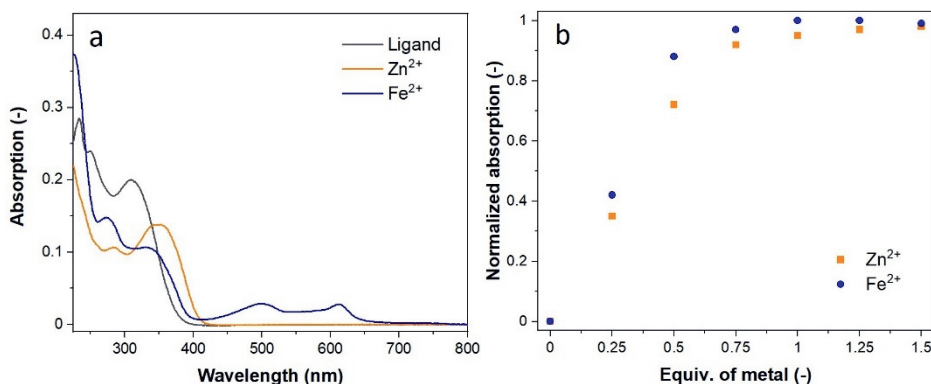 a
Ligand
Zn²⁺
Fe²⁺
0.4
0.3
0.2
0.1
0
Absorption (-)
300 400 500 600 700 800
Wavelength (nm)
b
1
0.8
0.6
0.4
0.2
0
Normalized absorption (-)
Zn²⁺
Fe²⁺
0 0.25 0.5 0.75 1 1.25 1.5
Equiv. of metal (-)